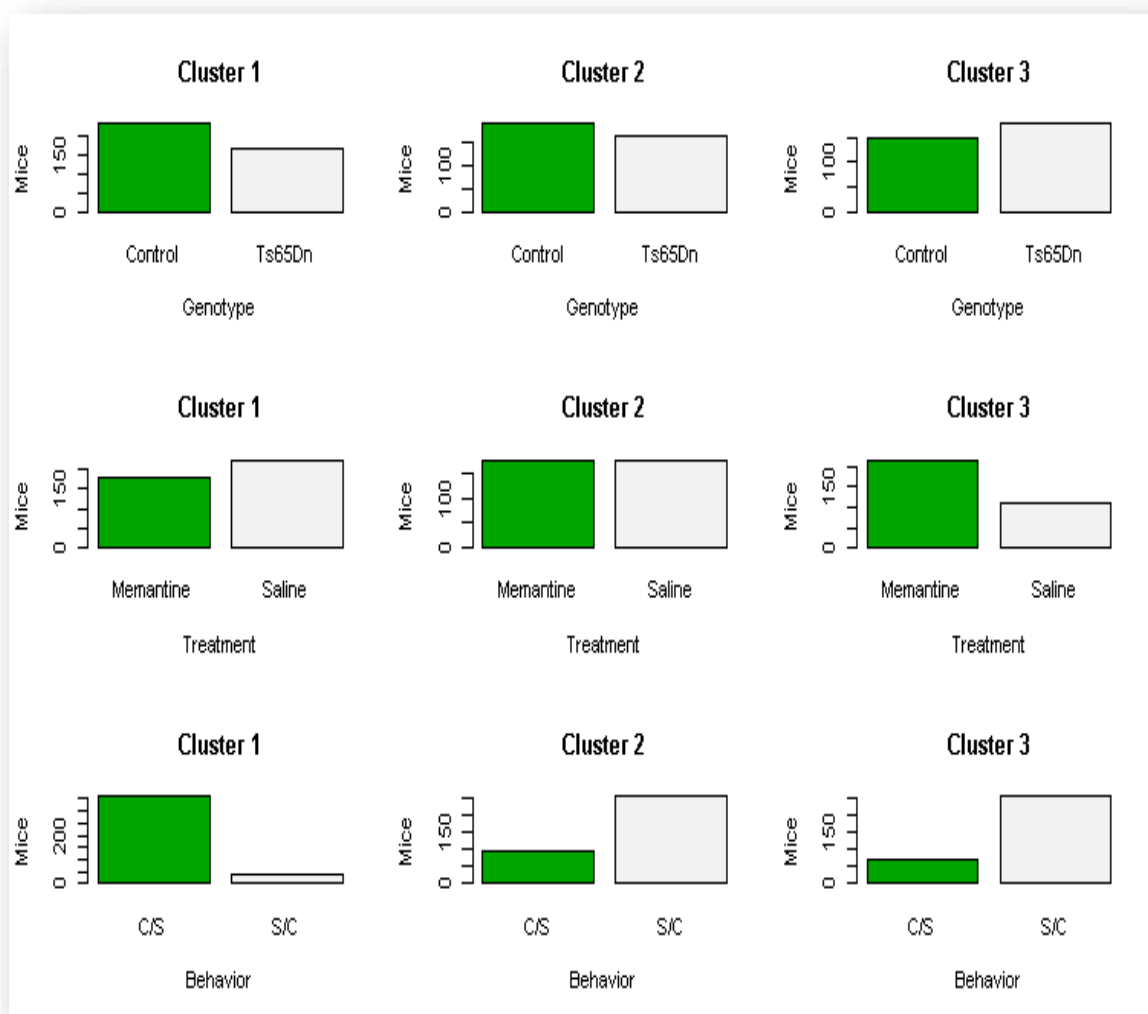 Cluster 1 Cluster 2 Cluster 3
Mice 0 150 Mice 0 100 Mice 0 100
Control Ts65Dn Control Ts65Dn Control Ts65Dn
Genotype Genotype Genotype
Cluster 1 Cluster 2 Cluster 3
Mice 0 150 Mice 0 100 Mice 0 150
Memantine Saline Memantine Saline Memantine Saline
Treatment Treatment Treatment
Cluster 1 Cluster 2 Cluster 3
Mice 0 200 Mice 0 150 Mice 0 150
C/S S/C C/S S/C C/S S/C
Behavior Behavior Behavior